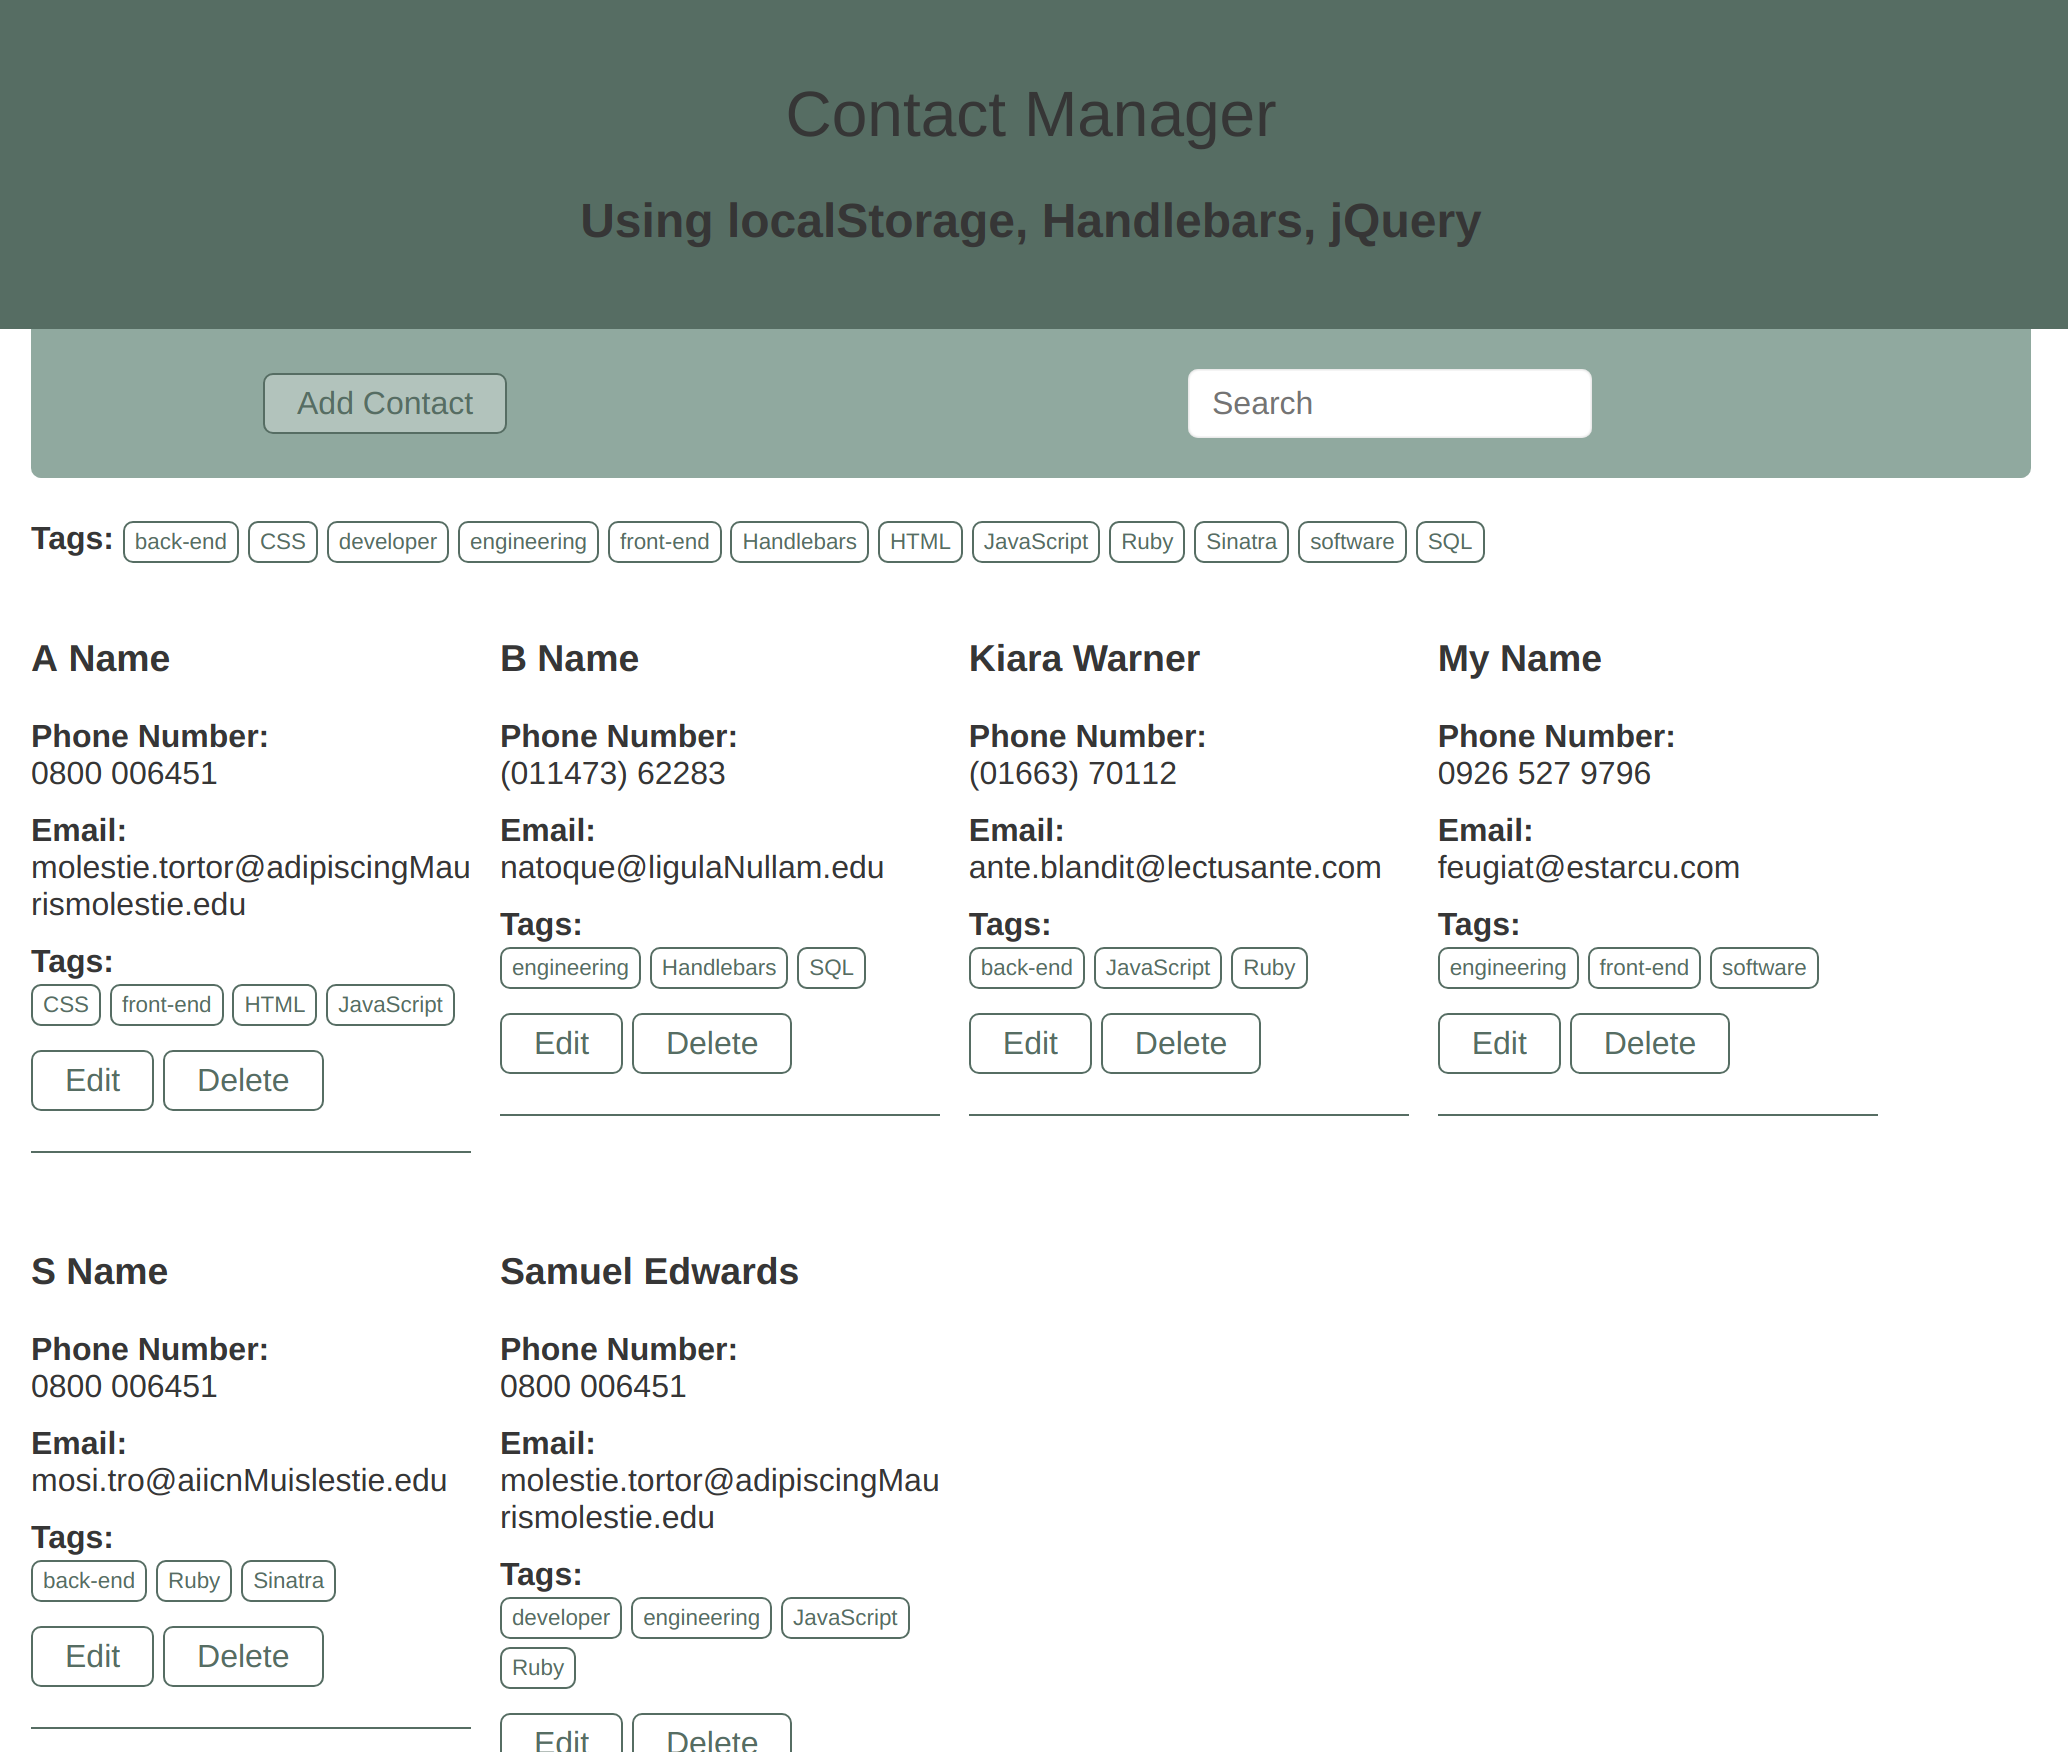 Contact Manager
Using localStorage, Handlebars, jQuery
Add Contact
Search
Tags: back-end CSS developer engineering front-end Handlebars HTML JavaScript Ruby Sinatra software SQL
A Name
Phone Number:
0800 006451
Email:
molestie.tortor@adipiscingMau
rismolestie.edu
Tags:
CSS front-end HTML JavaScript
Edit Delete
B Name
Phone Number:
(011473) 62283
Email:
natoque@ligulaNullam.edu
Tags:
engineering Handlebars SQL
Edit Delete
Kiara Warner
Phone Number:
(01663) 70112
Email:
ante.blandit@lectusante.com
Tags:
back-end JavaScript Ruby
Edit Delete
My Name
Phone Number:
0926 527 9796
Email:
feugiat@estarcu.com
Tags:
engineering front-end software
Edit Delete
S Name
Phone Number:
0800 006451
Email:
mosi.tro@aiicnMuislestie.edu
Tags:
back-end Ruby Sinatra
Edit Delete
Samuel Edwards
Phone Number:
0800 006451
Email:
molestie.tortor@adipiscingMau
rismolestie.edu
Tags:
developer engineering JavaScript
Ruby
Edit Delete